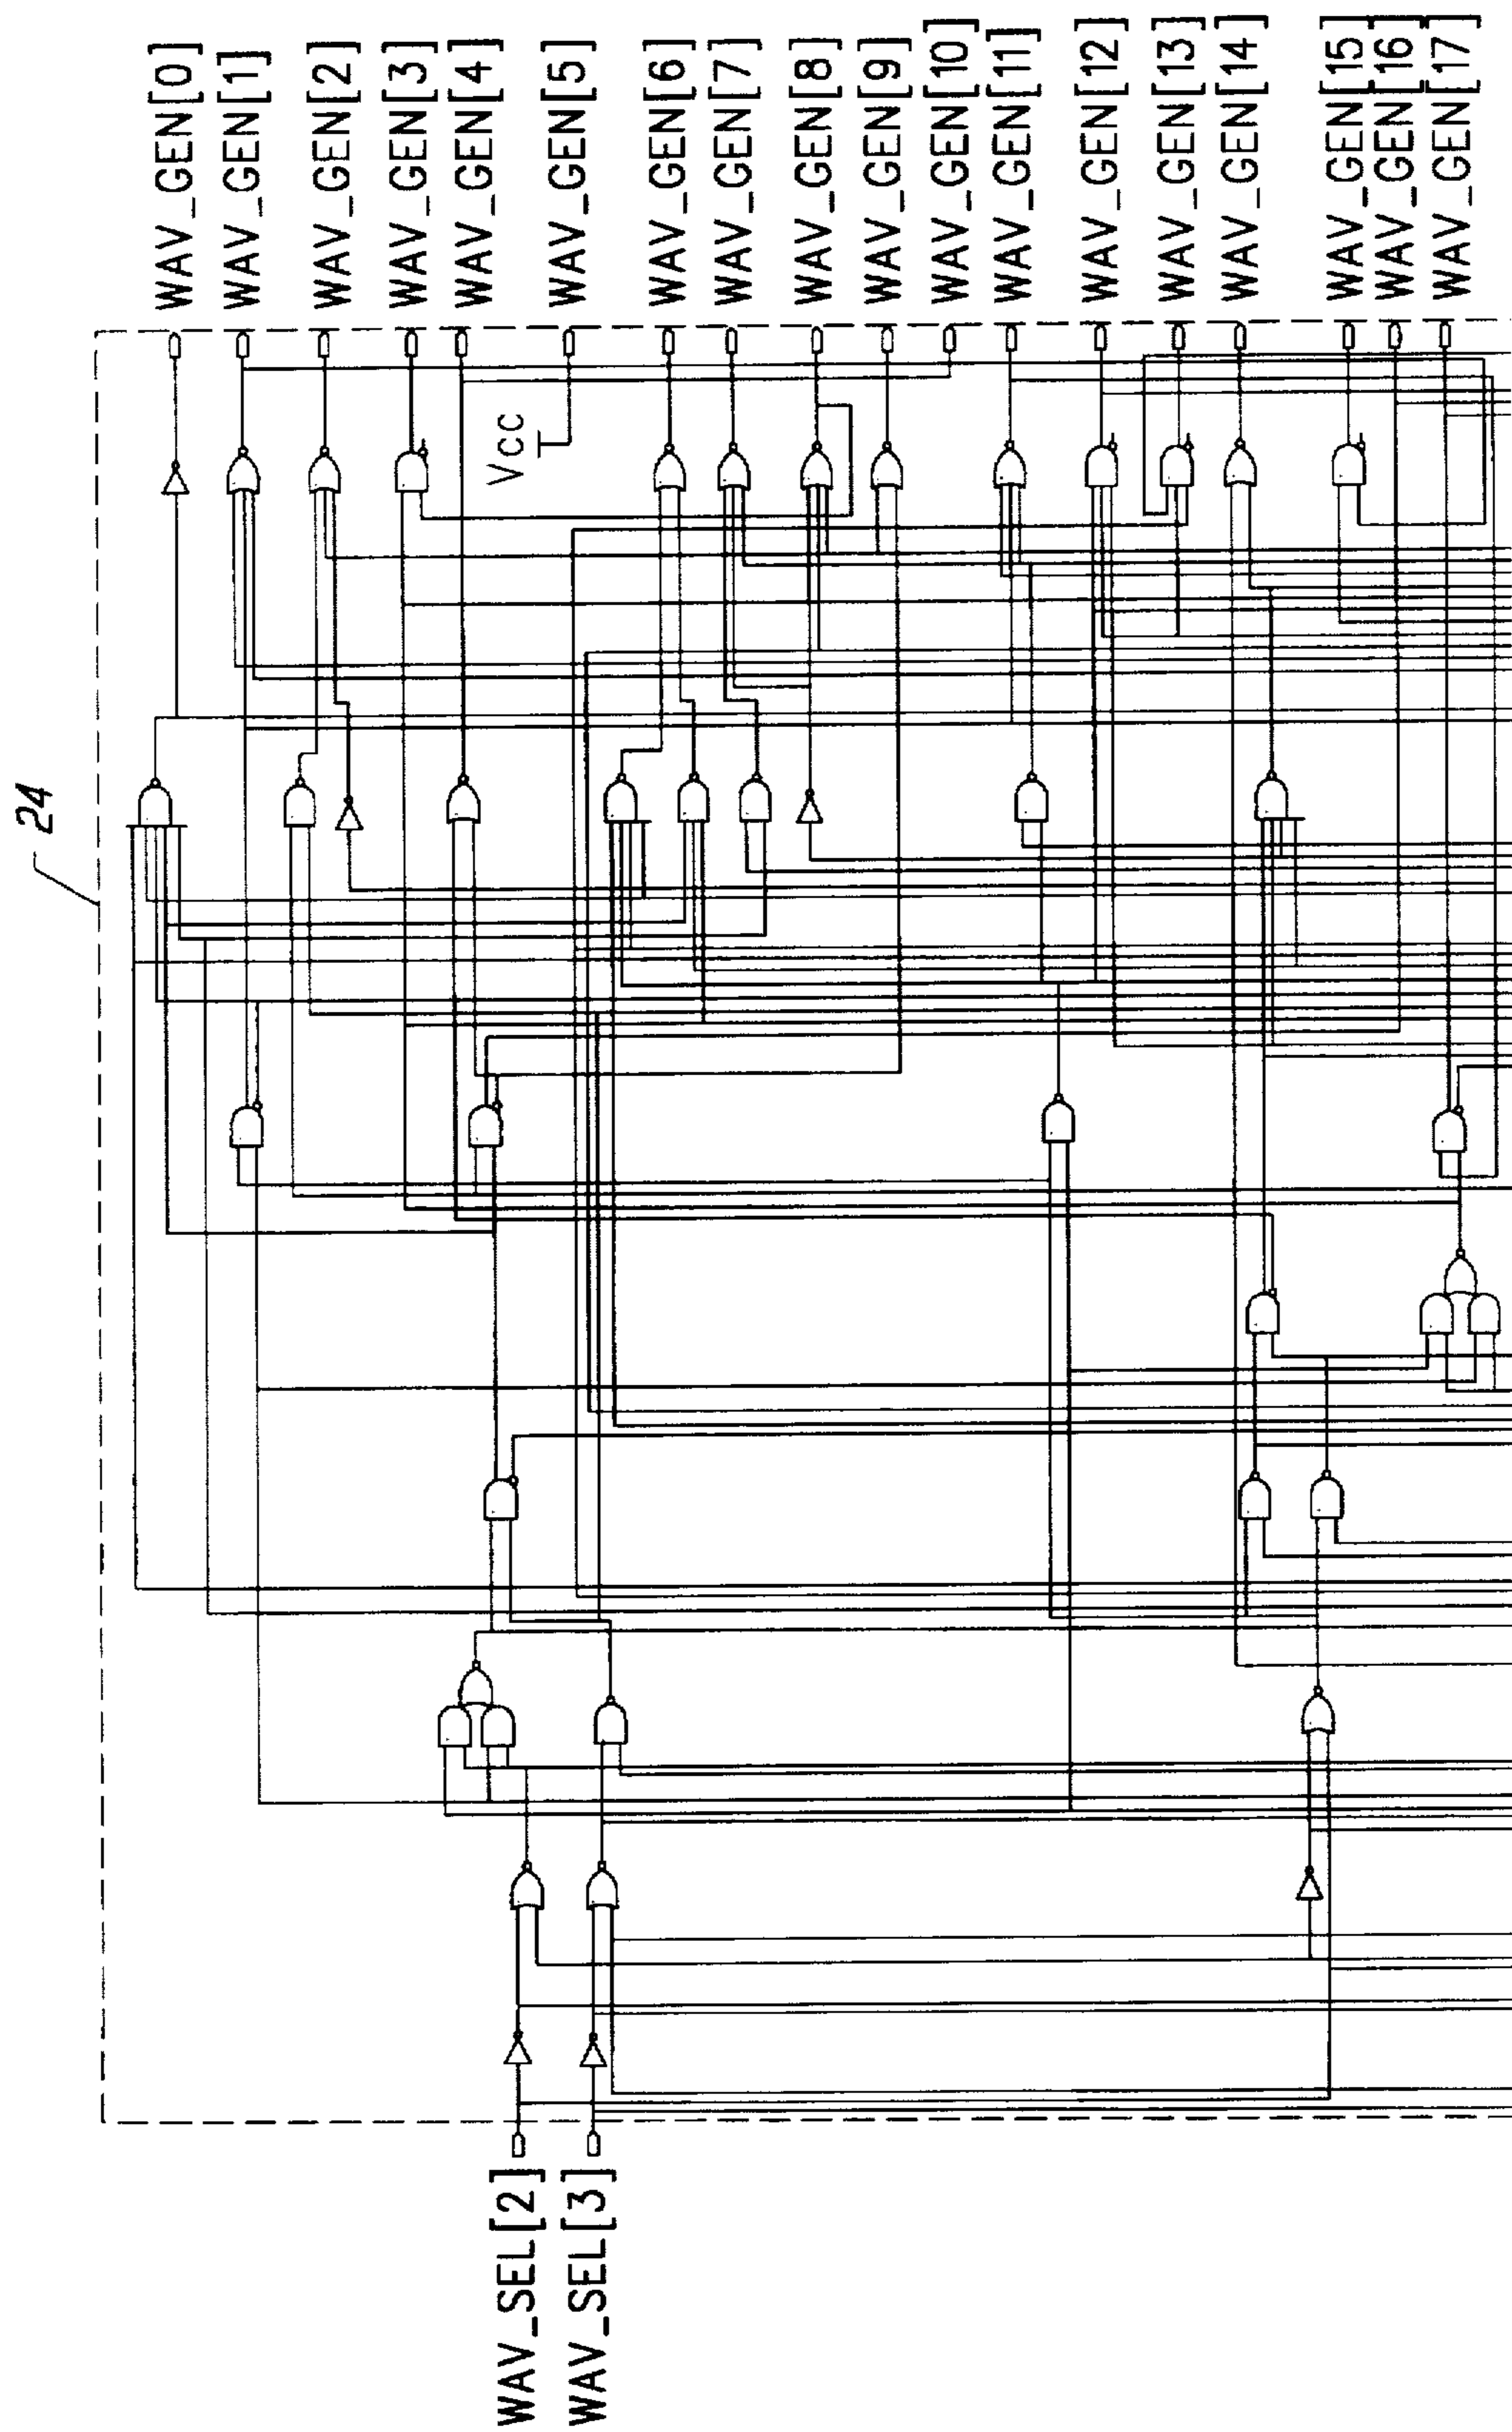 24
WAV_GEN[0]
WAV_GEN[1]
WAV_GEN[2]
WAV_GEN[3]
WAV_GEN[4]
WAV_GEN[5]
WAV_GEN[6]
WAV_GEN[7]
WAV_GEN[8]
WAV_GEN[9]
WAV_GEN[10]
WAV_GEN[11]
WAV_GEN[12]
WAV_GEN[13]
WAV_GEN[14]
WAV_GEN[15]
WAV_GEN[16]
WAV_GEN[17]
Vcc
WAV_SEL[2]
WAV_SEL[3]